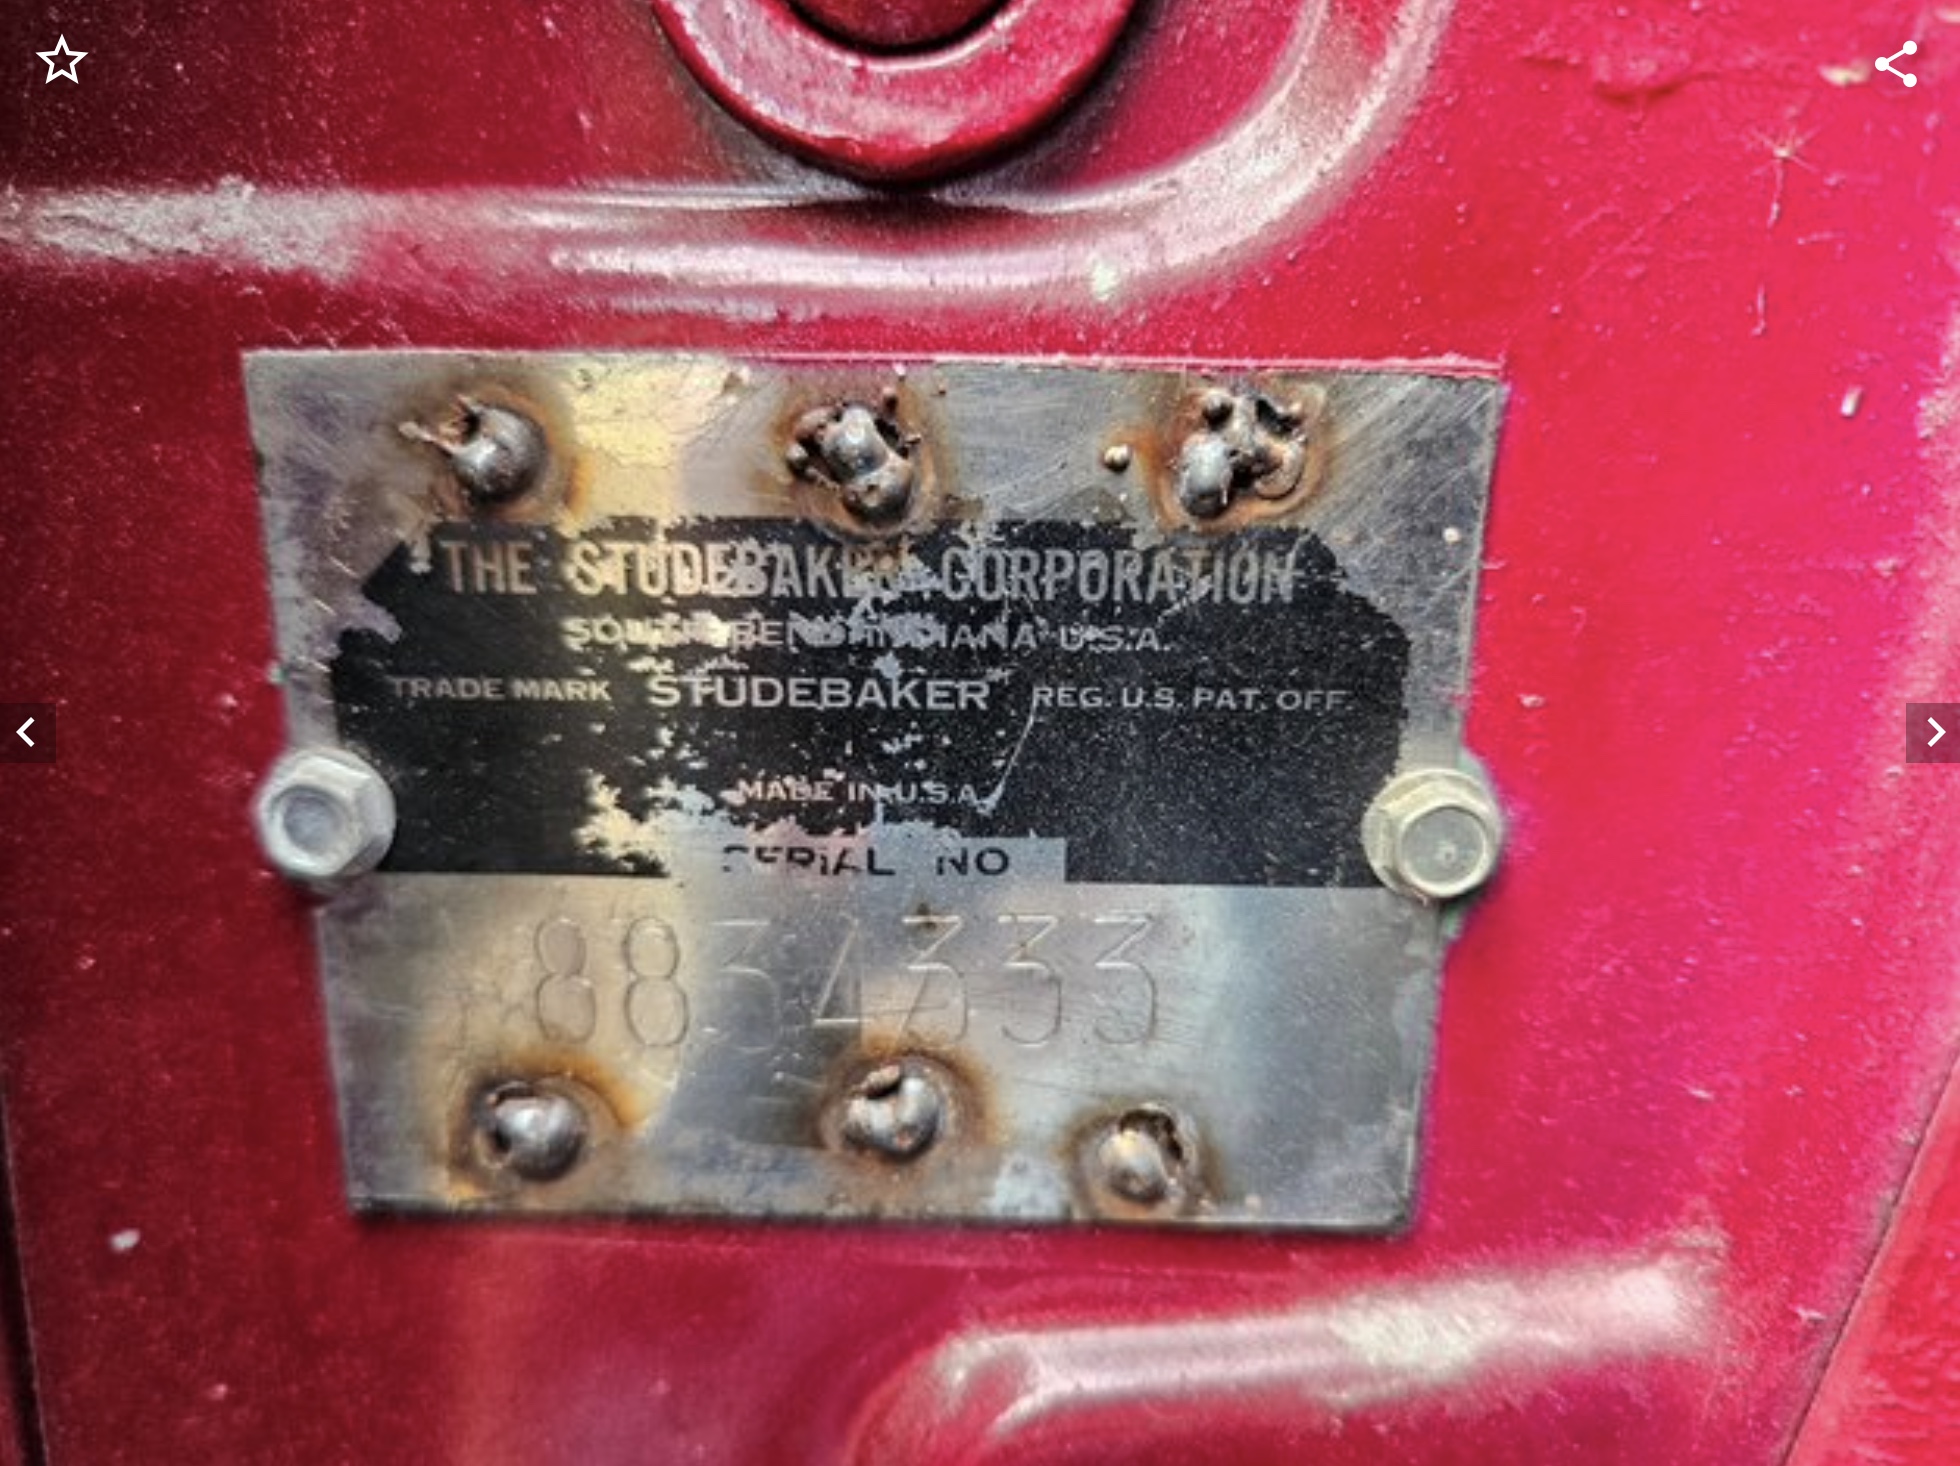 THE STUDEBAKER CORPORATION
SOUTH BEND INDIANA U.S.A.
TRADE MARK STUDEBAKER REG. U.S. PAT. OFF.
MADE IN U.S.A.
SERIAL NO
8834333